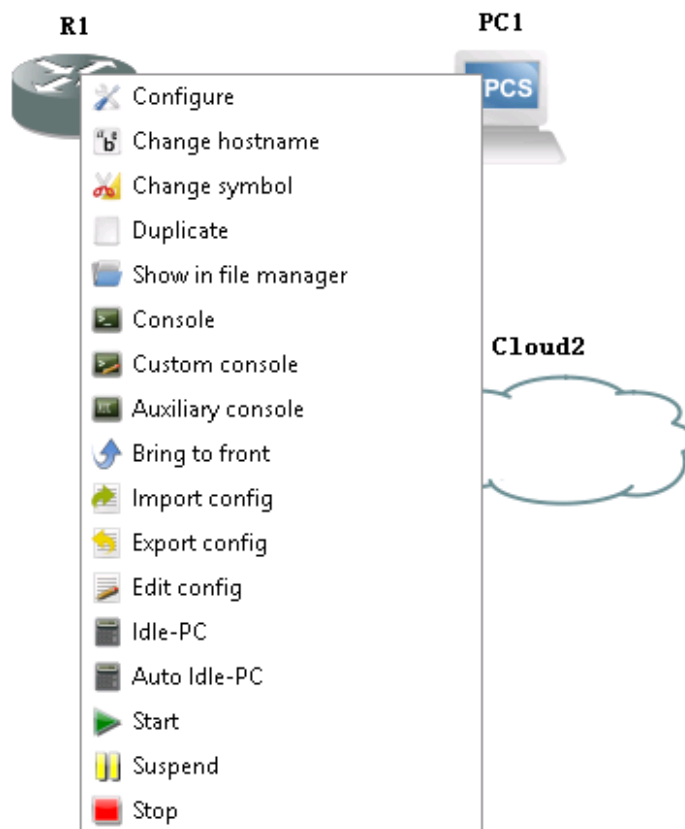 R1
PC1
PCS
Configure
Change hostname
Change symbol
Duplicate
Show in file manager
Console
Custom console
Auxiliary console
Cloud2
Bring to front
Import config
Export config
Edit config
Idle-PC
Auto Idle-PC
Start
Suspend
Stop